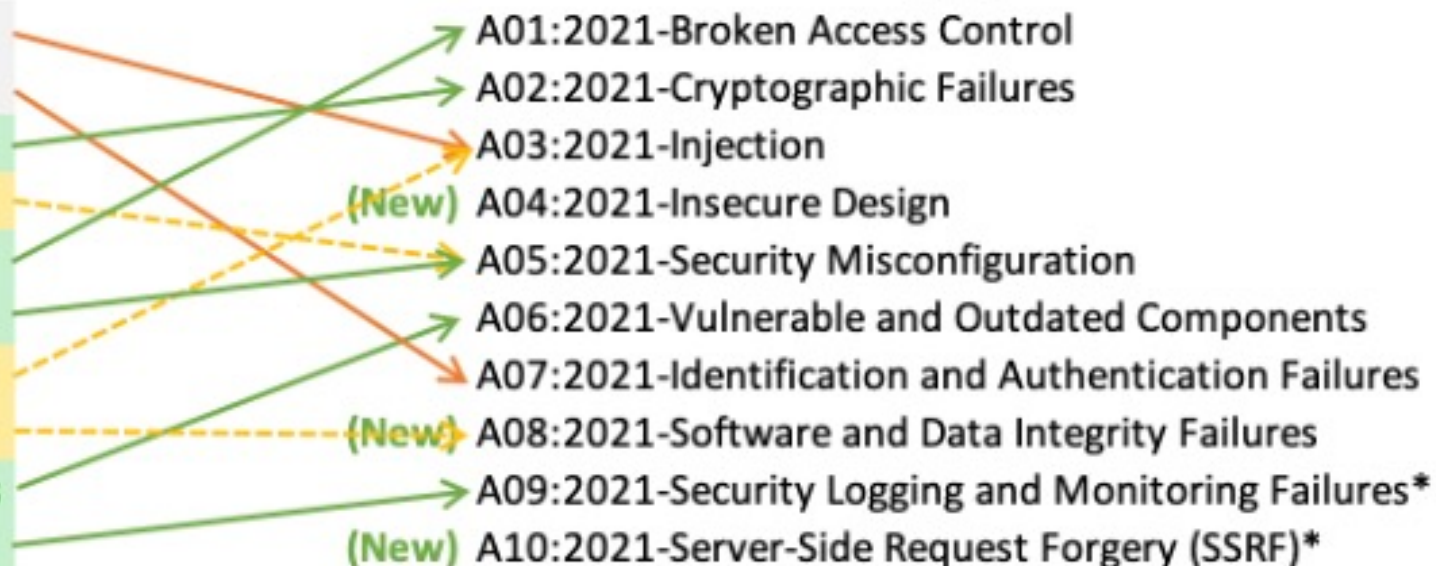 A01:2021-Broken Access Control
A02:2021-Cryptographic Failures
A03:2021-Injection
(New) A04:2021-Insecure Design
A05:2021-Security Misconfiguration
A06:2021-Vulnerable and Outdated Components
A07:2021-Identification and Authentication Failures
(New) A08:2021-Software and Data Integrity Failures
A09:2021-Security Logging and Monitoring Failures*
(New) A10:2021-Server-Side Request Forgery (SSRF)*